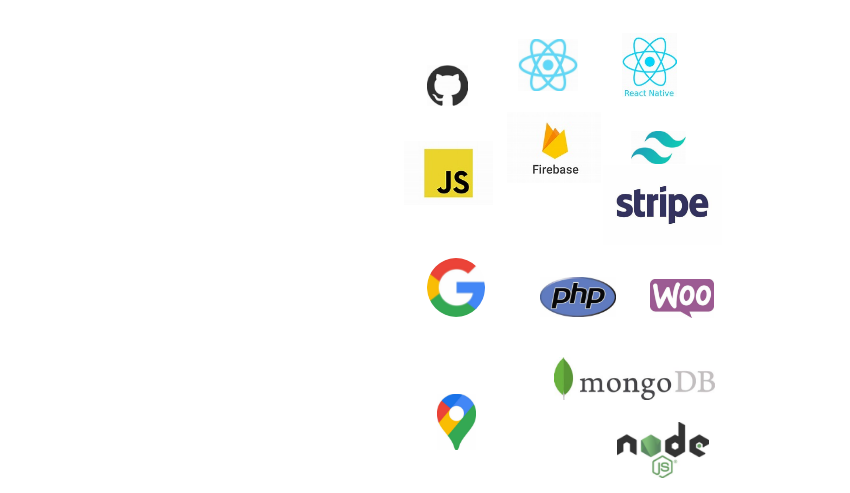 React Native
JS
Firebase
stripe
php
Woo
mongoDB
node
JS